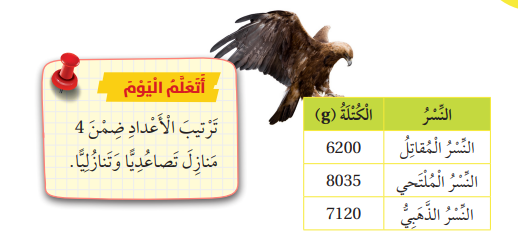 أَتَعَلَّمُ الْيَوْمَ
تَرْتيبَ الْأَعْدادِ ضِمْنَ 4
مَنازِلَ تَصاعُدِيًّا وَتَنازُلِيًّا.
النَّسْرُ الْكُتْلَةُ (g)
النَّسْرُ الْمُقاتِلُ 6200
النَّسْرُ الْمُلْتَحي 8035
النَّسْرُ الذَّهَبِيُّ 7120